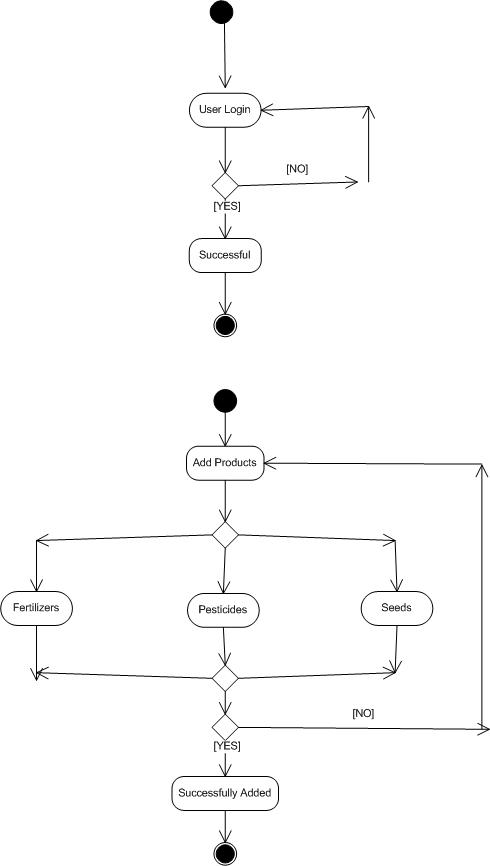 User Login
[NO]
[YES]
Successful
Add Products
Fertilizers
Pesticides
Seeds
[NO]
[YES]
Successfully Added